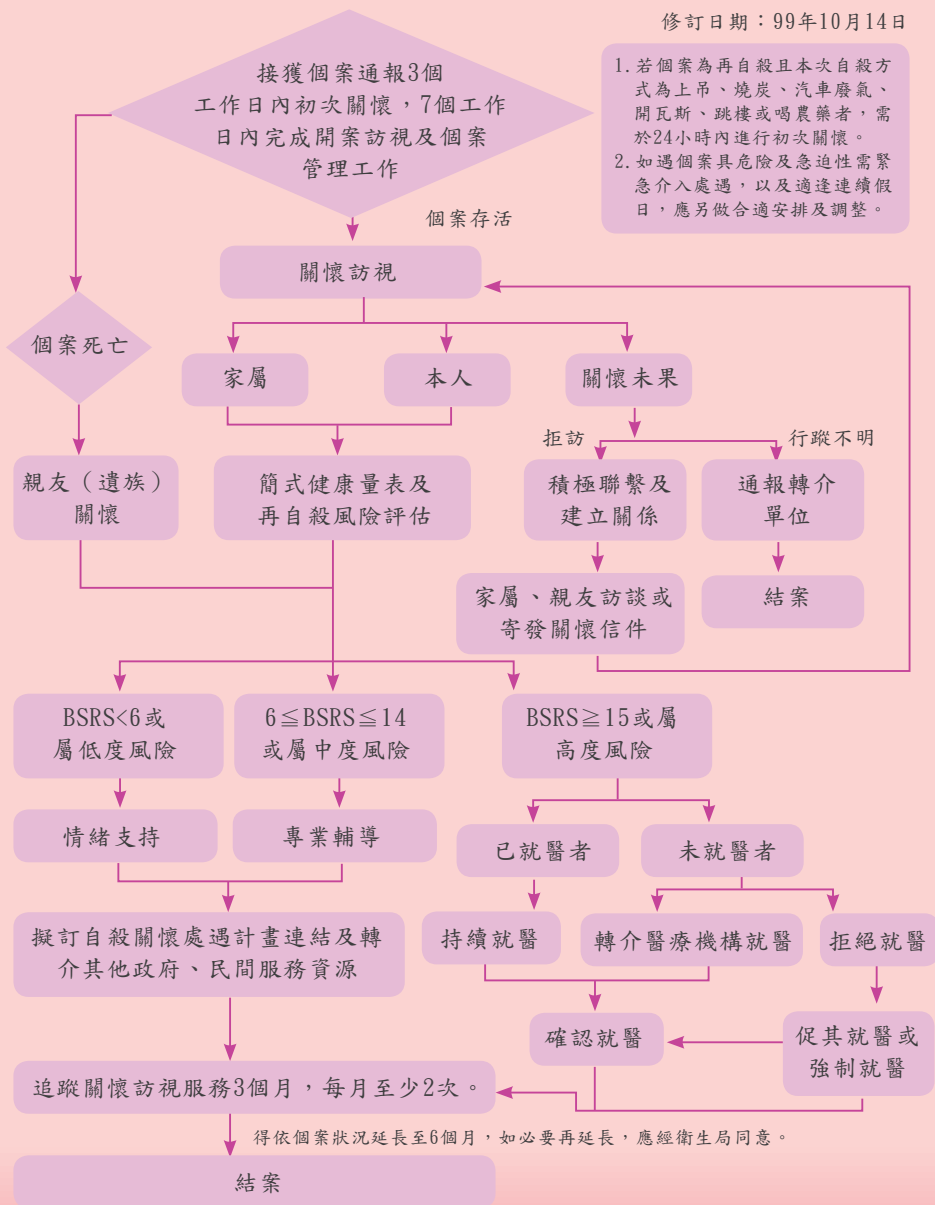 修訂日期：99年10月14日
接獲個案通報3個
工作日內初次關懷，7個工作
日內完成開案訪視及個案
管理工作
1.若個案為再自殺且本次自殺方
式為上吊、燒炭、汽車廢氣、
開瓦斯、跳樓或喝農藥者，需
於24小時內進行初次關懷。
2.如遇個案具危險及急迫性需緊
急介入處遇，以及適逢連續假
日，應另做合適安排及調整。
個案存活
關懷訪視
個案死亡
家屬
本人
關懷未果
拒訪
行蹤不明
親友（遺族）
關懷
簡式健康量表及
再自殺風險評估
積極聯繫及
建立關係
通報轉介
單位
家屬、親友訪談或
寄發關懷信件
結案
BSRS<6或
屬低度風險
6≦BSRS≦14
或屬中度風險
BSRS≧15或屬
高度風險
情緒支持
專業輔導
已就醫者
未就醫者
擬訂自殺關懷處遇計畫連結及轉
介其他政府、民間服務資源
持續就醫
轉介醫療機構就醫
拒絕就醫
確認就醫
促其就醫或
強制就醫
追蹤關懷訪視服務3個月，每月至少2次。
得依個案狀況延長至6個月，如必要再延長，應經衛生局同意。
結案